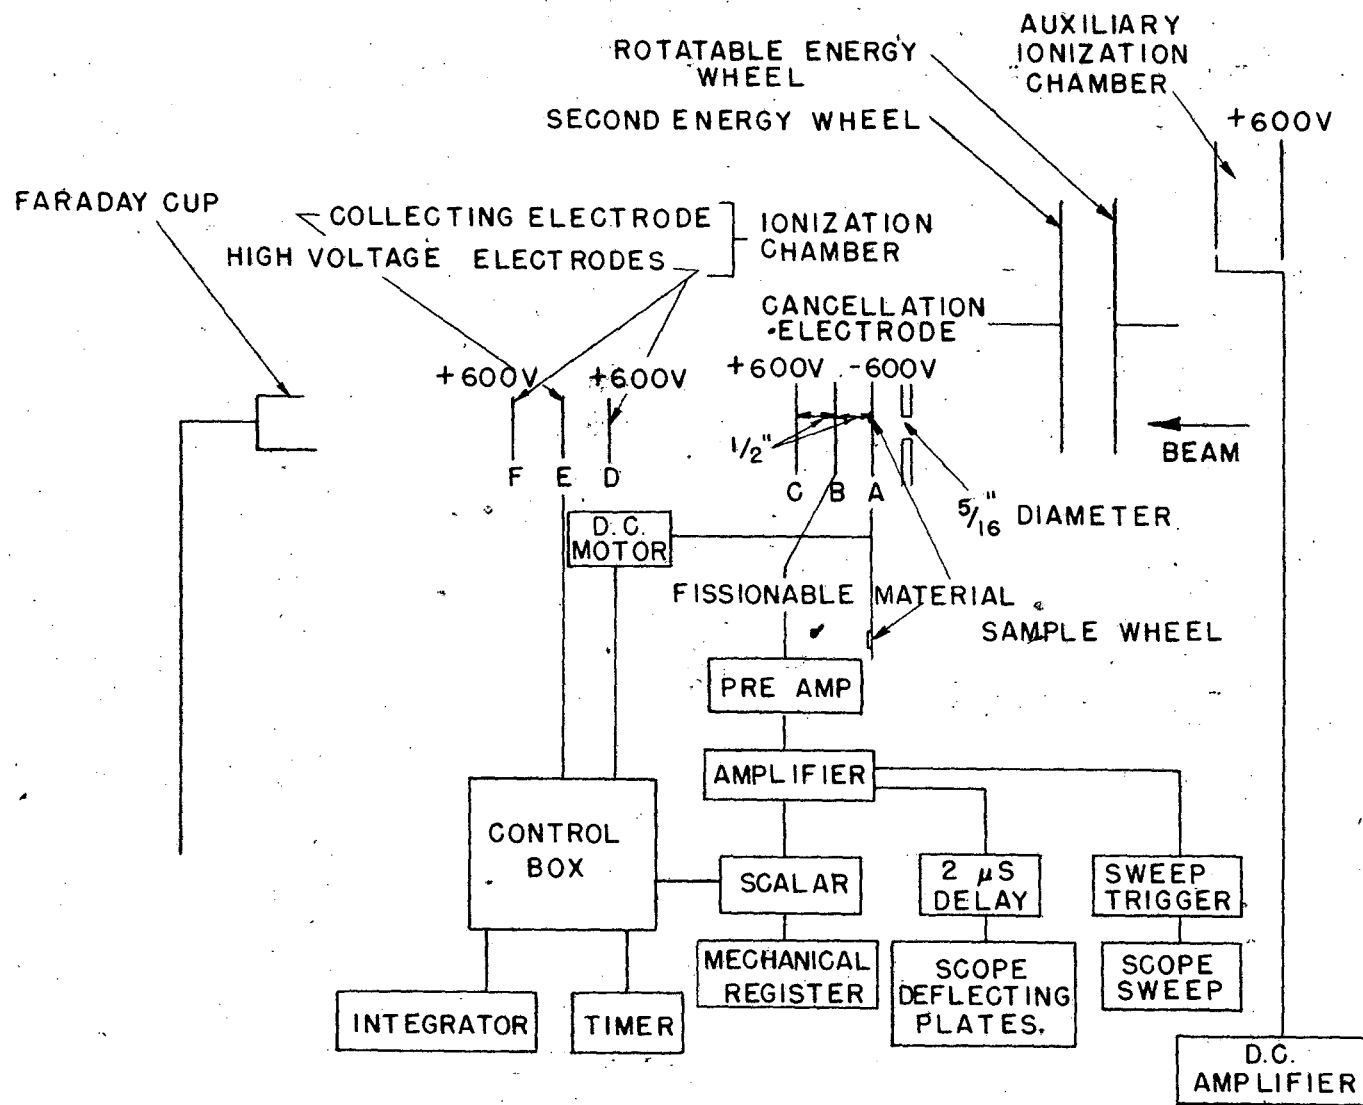 AUXILIARY
IONIZATION
CHAMBER
ROTATABLE ENERGY
WHEEL
SECOND ENERGY WHEEL
+600V
FARADAY CUP
COLLECTING ELECTRODE
HIGH VOLTAGE ELECTRODES
IONIZATION
CHAMBER
CANCELLATION
ELECTRODE
+600V
+600V
+600V
-600V
1/2"
BEAM
F E D
C B A
5/16" DIAMETER
D.C.
MOTOR
FISSIONABLE MATERIAL
SAMPLE WHEEL
PRE AMP
AMPLIFIER
CONTROL
BOX
SCALAR
2 µS
DELAY
SWEEP
TRIGGER
MECHANICAL
REGISTER
SCOPE
DEFLECTING
PLATES.
SCOPE
SWEEP
INTEGRATOR
TIMER
D.C.
AMPLIFIER